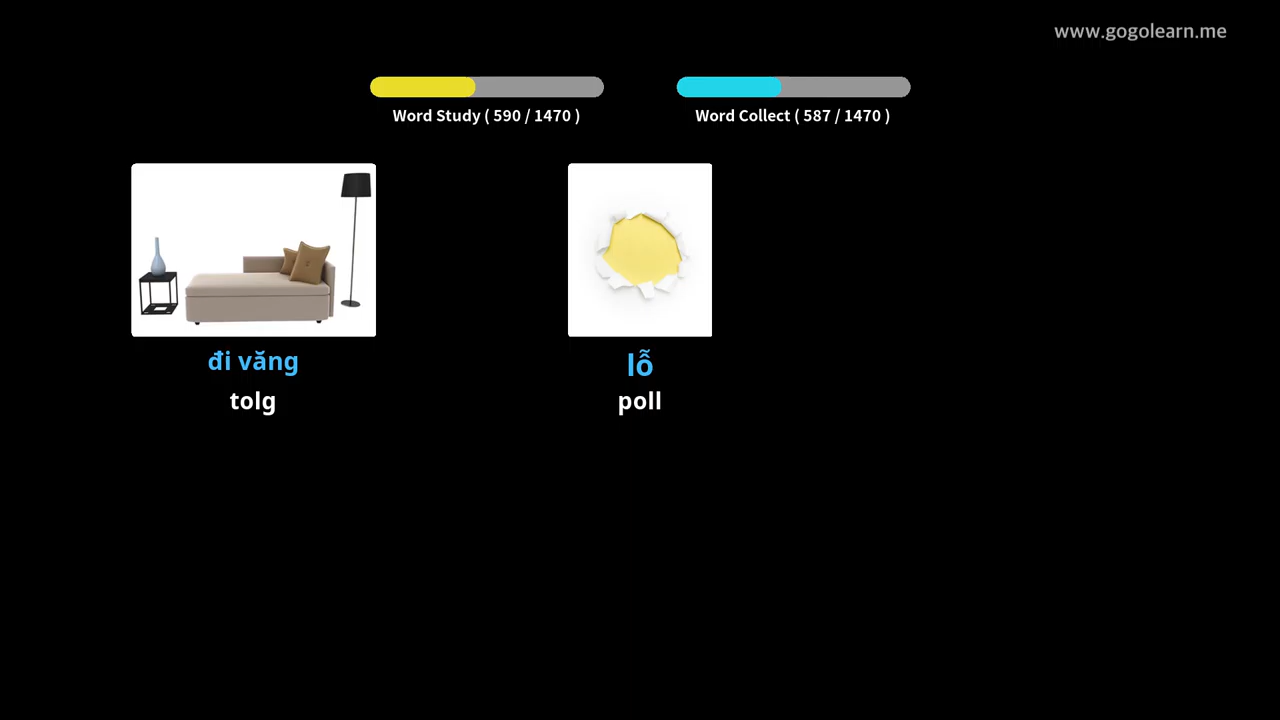 www.gogolearn.me
Word Study ( 590 / 1470 )
Word Collect ( 587 / 1470 )
đi văng
tolg
lỗ
poll